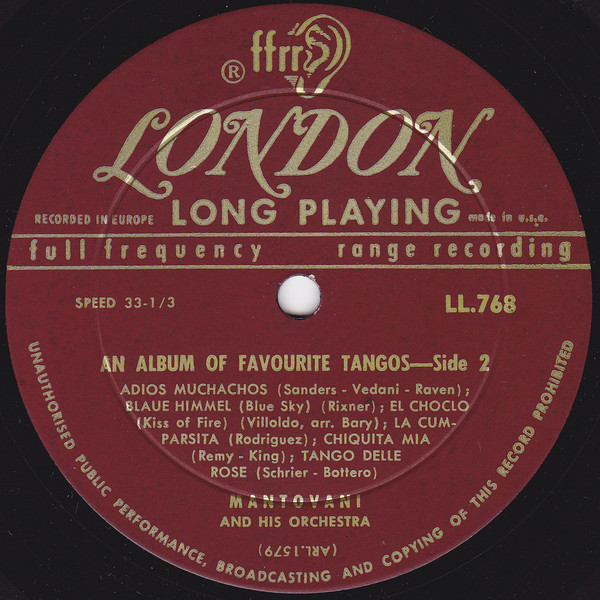 ffrr
®
LONDON
LONG PLAYING
RECORDED IN EUROPE
made in u.s.a.
full frequency range recording
SPEED 33-1/3
LL.768
AN ALBUM OF FAVOURITE TANGOS—Side 2
ADIOS MUCHACHOS (Sanders - Vedani - Raven) ;
BLAUE HIMMEL (Blue Sky) (Rixner) ; EL CHOCLO
(Kiss of Fire) (Villoldo, arr. Bary) ; LA CUM-
PARSITA (Rodriguez) ; CHIQUITA MIA
(Remy - King) ; TANGO DELLE
ROSE (Schrier - Bottero)
MANTOVANI
AND HIS ORCHESTRA
(ARL.1579)
UNAUTHORISED PUBLIC PERFORMANCE, BROADCASTING AND COPYING OF THIS RECORD PROHIBITED